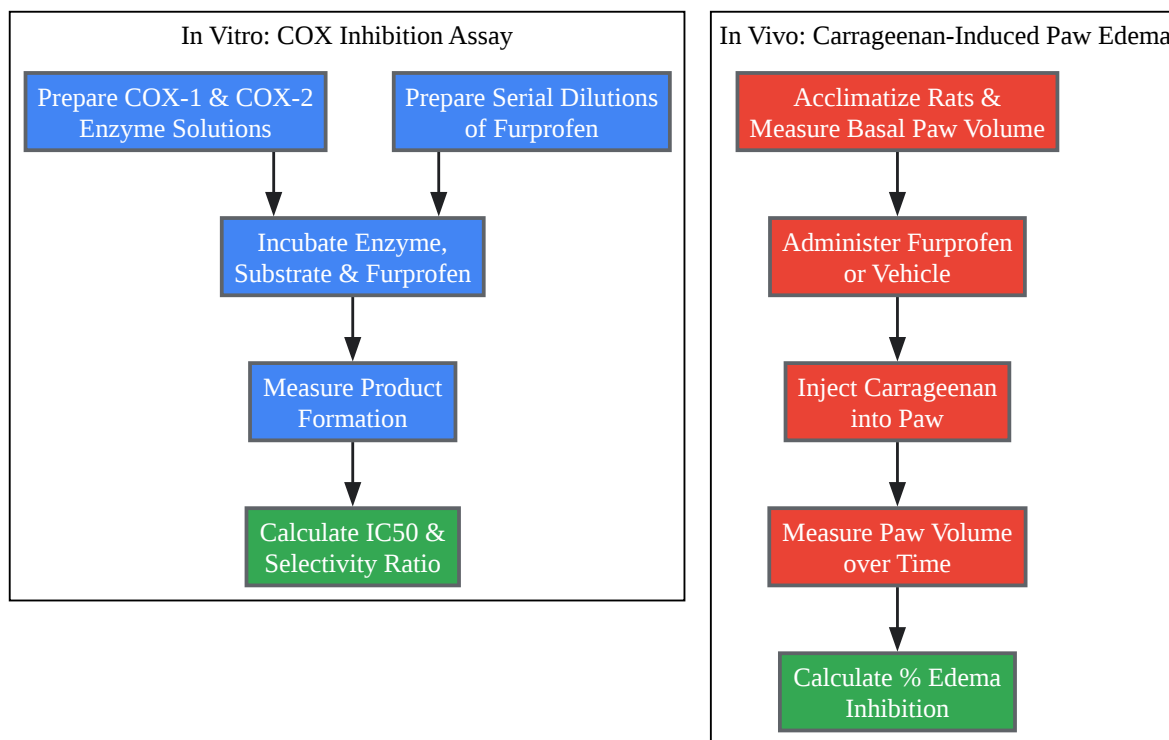 In Vitro: COX Inhibition Assay
Prepare COX-1 & COX-2
Enzyme Solutions
Prepare Serial Dilutions
of Furprofen
Incubate Enzyme,
Substrate & Furprofen
Measure Product
Formation
Calculate IC50 &
Selectivity Ratio
In Vivo: Carrageenan-Induced Paw Edema
Acclimatize Rats &
Measure Basal Paw Volume
Administer Furprofen
or Vehicle
Inject Carrageenan
into Paw
Measure Paw Volume
over Time
Calculate % Edema
Inhibition